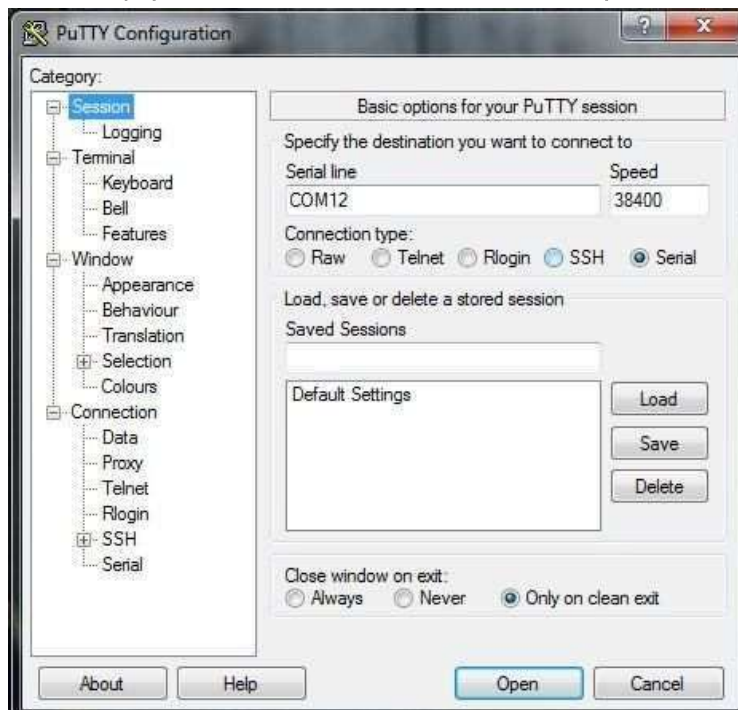 PuTTY Configuration
Category:
Session
Logging
Terminal
Keyboard
Bell
Features
Window
Appearance
Behaviour
Translation
Selection
Colours
Connection
Data
Proxy
Telnet
Rlogin
SSH
Serial
Basic options for your PuTTY session
Specify the destination you want to connect to
Serial line Speed
COM12 38400
Connection type:
Raw Telnet Rlogin SSH Serial
Load, save or delete a stored session
Saved Sessions
Default Settings
Load
Save
Delete
Close window on exit:
Always Never Only on clean exit
About Help Open Cancel